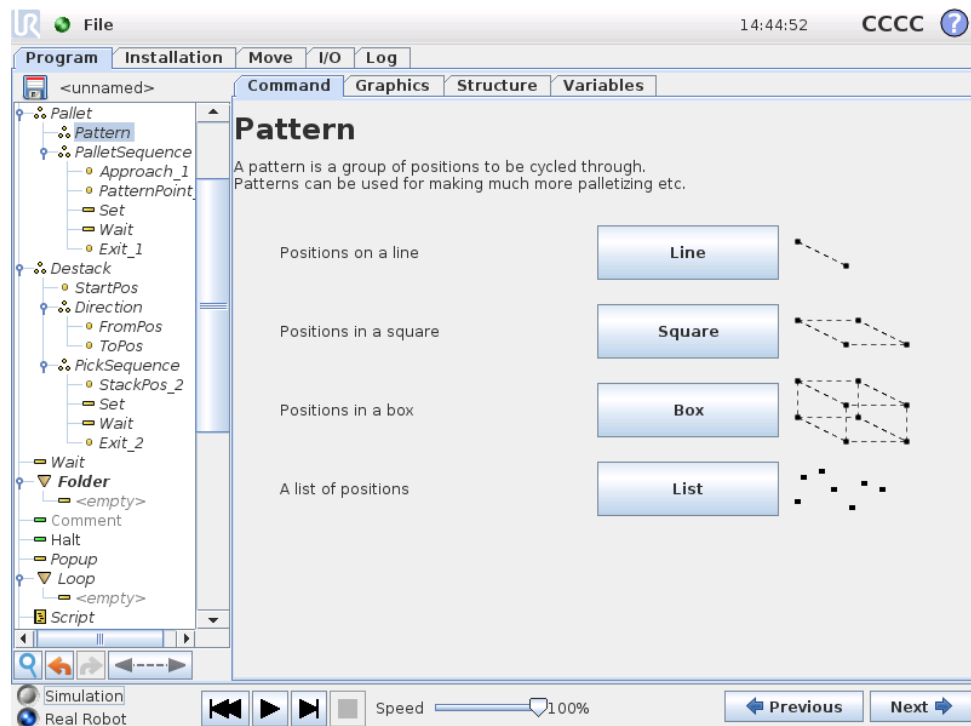 UR File 14:44:52 CCCC ?
Program Installation Move I/O Log
<unnamed>
Command Graphics Structure Variables
Pallet
Pattern
PalletSequence
Approach_1
PatternPoint_
Set
Wait
Exit_1
Destack
StartPos
Direction
FromPos
ToPos
PickSequence
StackPos_2
Set
Wait
Exit_2
Wait
Folder
<empty>
Comment
Halt
Popup
Loop
<empty>
Script
Pattern
A pattern is a group of positions to be cycled through.
Patterns can be used for making much more palletizing etc.
Positions on a line Line
Positions in a square Square
Positions in a box Box
A list of positions List
Simulation
Real Robot
Speed 100%
Previous Next